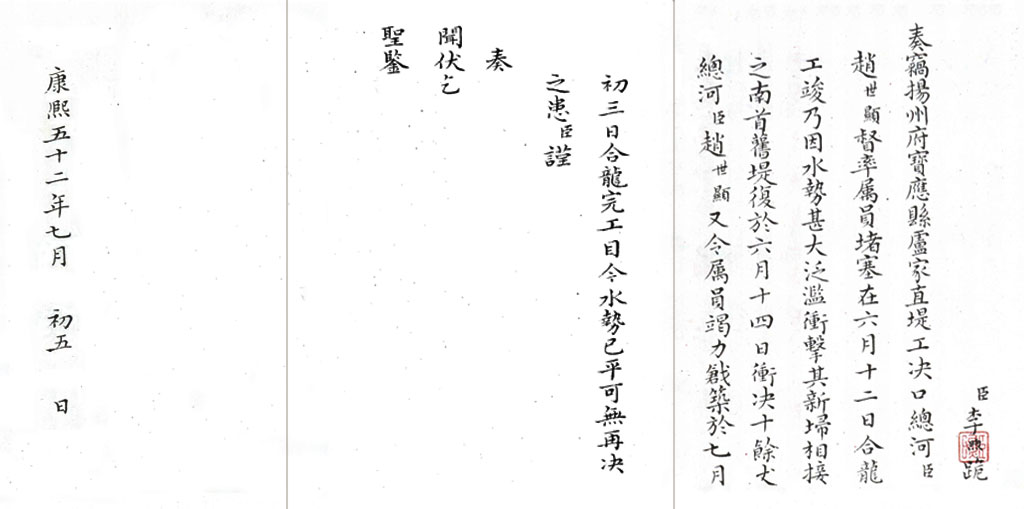 臣李煦跪
奏竊揚州府寶應縣盧家直堤工決口總河臣
趙世顯督率属員堵塞在六月十二日合龍
工竣乃因水勢甚大泛濫衝擊其新埽相接
之南首舊堤復於六月十四日衝決十餘丈
總河臣趙世顯又令属員竭力戧築於七月
初三日合龍完工目今水勢已平可無再決
之患臣謹
奏
聞伏乞
聖鑒
康熙五十二年七月 初五 日